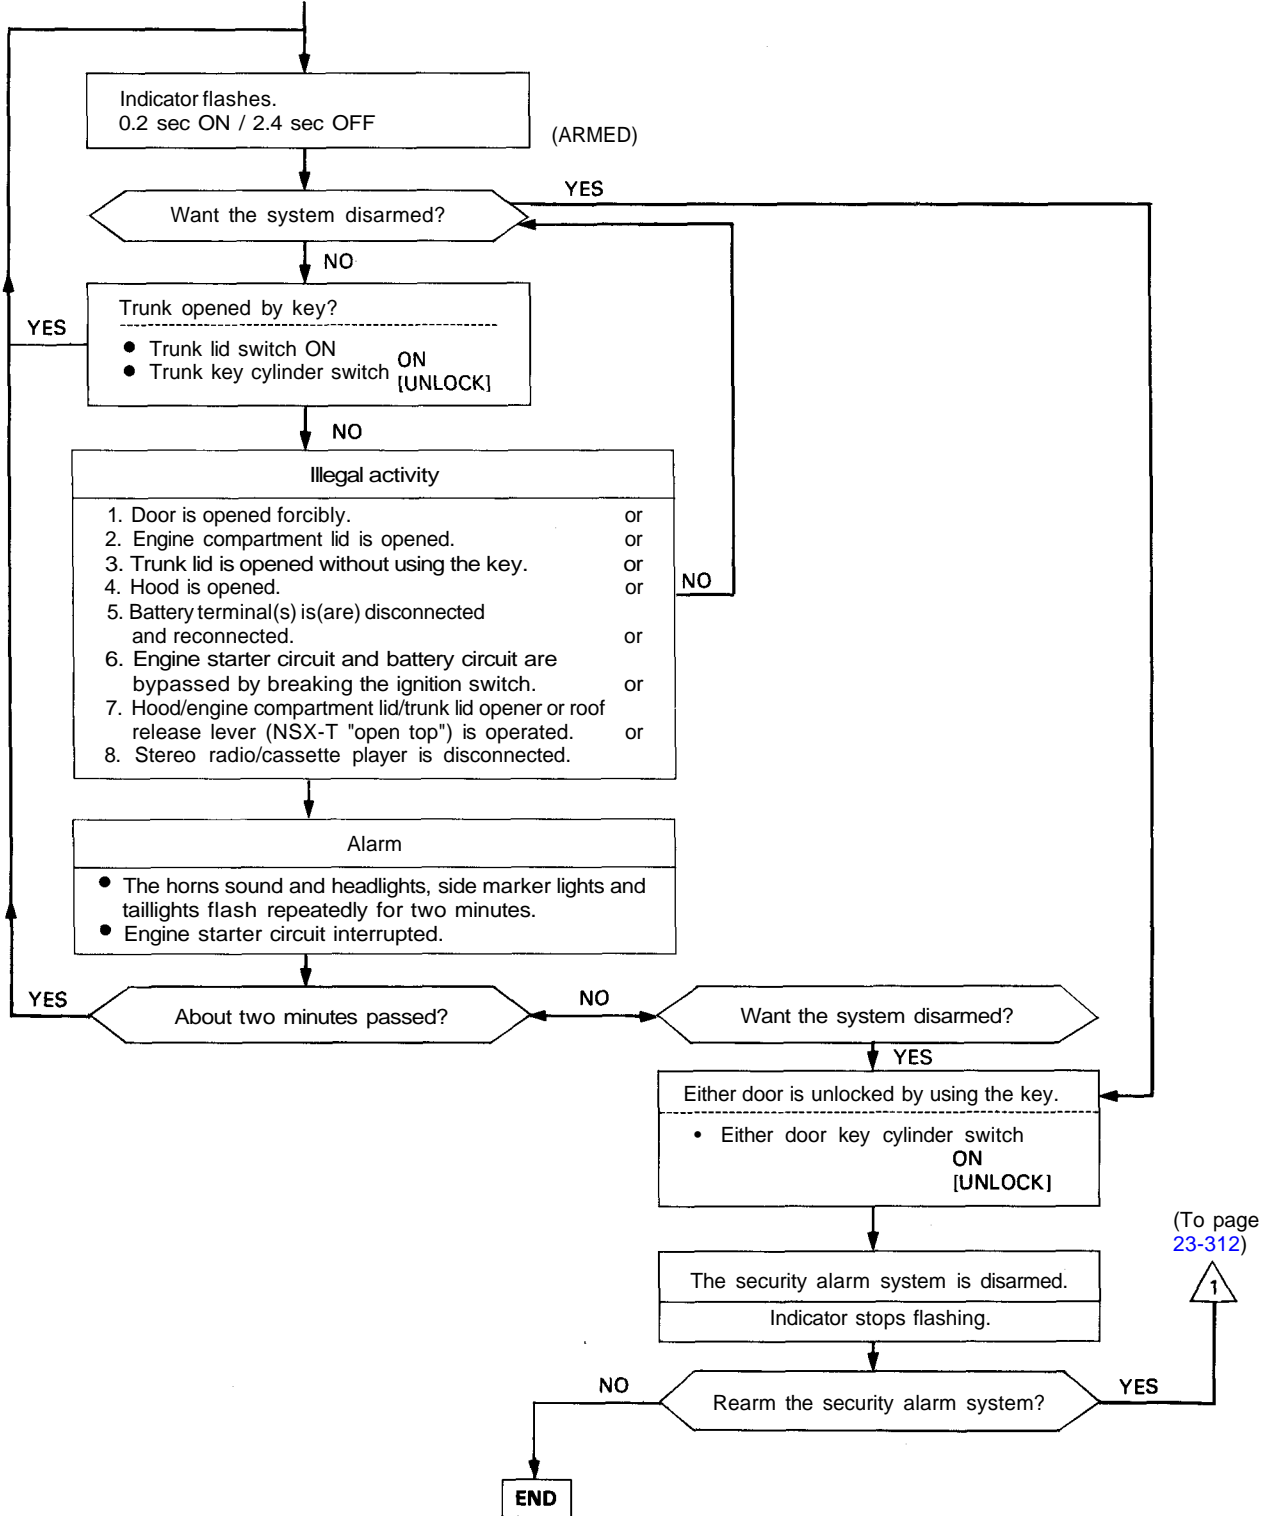 Indicator flashes.
0.2 sec ON / 2.4 sec OFF
(ARMED)
YES
Want the system disarmed?
NO
Trunk opened by key?
YES
● Trunk lid switch ON
● Trunk key cylinder switch ON
[UNLOCK]
NO
Illegal activity
1. Door is opened forcibly. or
2. Engine compartment lid is opened. or
3. Trunk lid is opened without using the key. or
4. Hood is opened. or
NO
5. Battery terminal(s) is(are) disconnected
and reconnected. or
6. Engine starter circuit and battery circuit are
bypassed by breaking the ignition switch. or
7. Hood/engine compartment lid/trunk lid opener or roof
release lever (NSX-T "open top") is operated. or
8. Stereo radio/cassette player is disconnected.
Alarm
● The horns sound and headlights, side marker lights and
taillights flash repeatedly for two minutes.
● Engine starter circuit interrupted.
YES
About two minutes passed?
NO
Want the system disarmed?
YES
Either door is unlocked by using the key.
• Either door key cylinder switch
ON
[UNLOCK]
(To page
23-312)
1
The security alarm system is disarmed.
Indicator stops flashing.
NO
Rearm the security alarm system?
YES
END